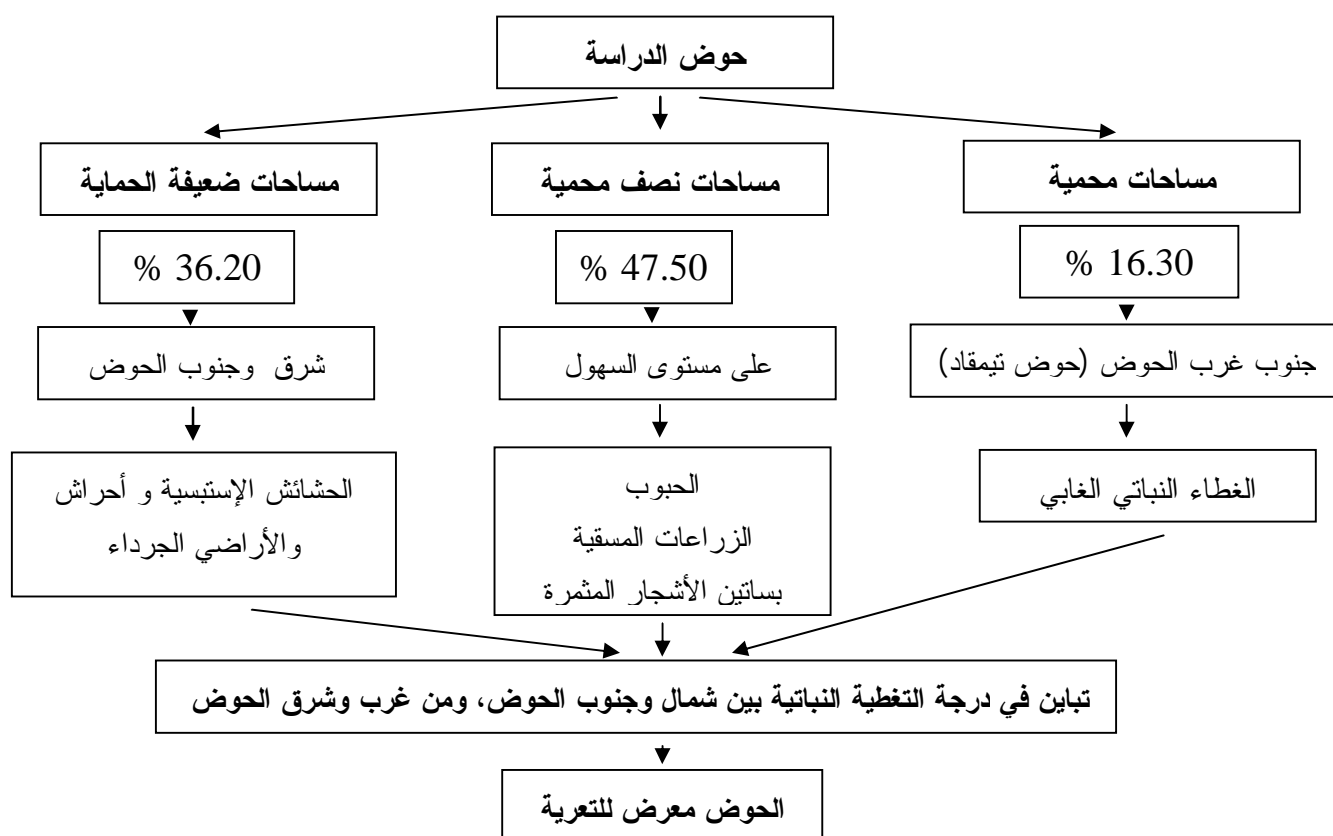 حوض الدراسة
مساحات محمية
مساحات نصف محمية
مساحات ضعيفة الحماية
% 16.30
% 47.50
% 36.20
جنوب غرب الحوض (حوض تيمقاد)
على مستوى السهول
شرق وجنوب الحوض
الغطاء النباتي الغابي
الحبوب
الزراعات المسقية
بساتين الأشجار المثمرة
الحشائش الإستبسية و أحراش
والأراضي الجرداء
تباين في درجة التغطية النباتية بين شمال وجنوب الحوض، ومن غرب وشرق الحوض
الحوض معرض للتعرية